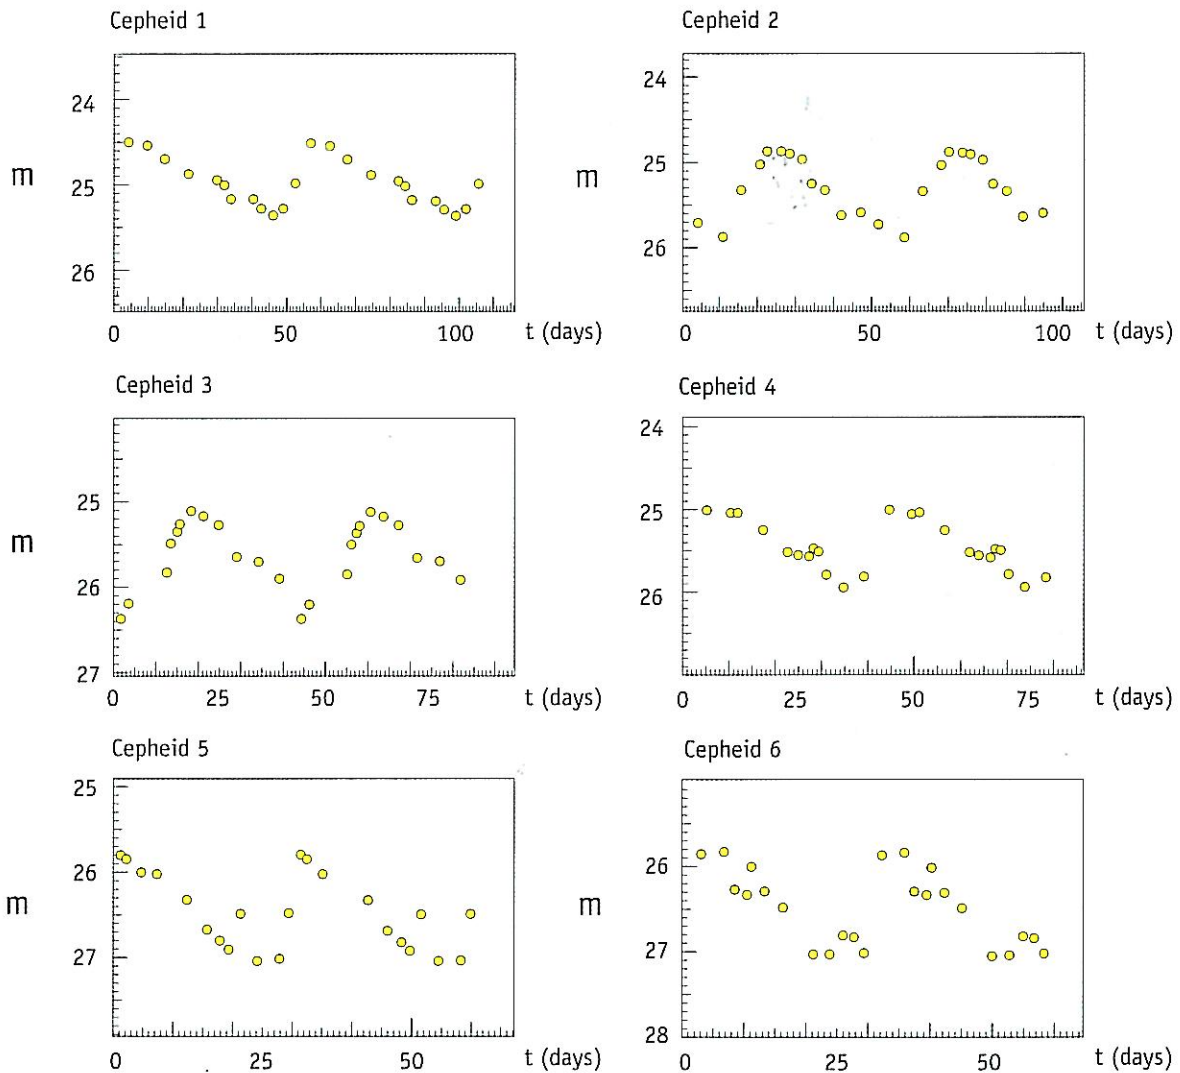 Cepheid 1
24
m
25
26
0 50 100 t (days)
Cepheid 2
24
25
m
26
0 50 100 t (days)
Cepheid 3
25
m
26
27
0 25 50 75 t (days)
Cepheid 4
24
25
26
0 25 50 75 t (days)
Cepheid 5
25
26
m
27
0 25 50 t (days)
Cepheid 6
26
m
27
28
0 25 50 t (days)